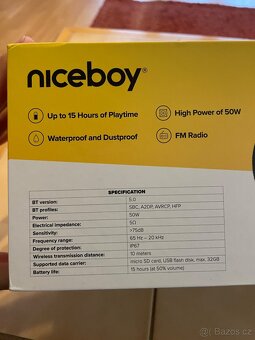 niceboy®
Up to 15 Hours of Playtime
High Power of 50W
Waterproof and Dustproof
FM Radio
SPECIFICATION
BT version: 5.0
BT profiles: SBC, A2DP, AVRCP, HFP
Power: 50W
Electrical impedance: 5Ω
Sensitivity: >75dB
Frequency range: 65 Hz – 20 kHz
Degree of protection: IP67
Wireless transmission distance: 10 meters
Supported data carrier: micro SD card, USB flash disk, max. 32GB
Battery life: 15 hours (at 50% volume)
sbazar.cz